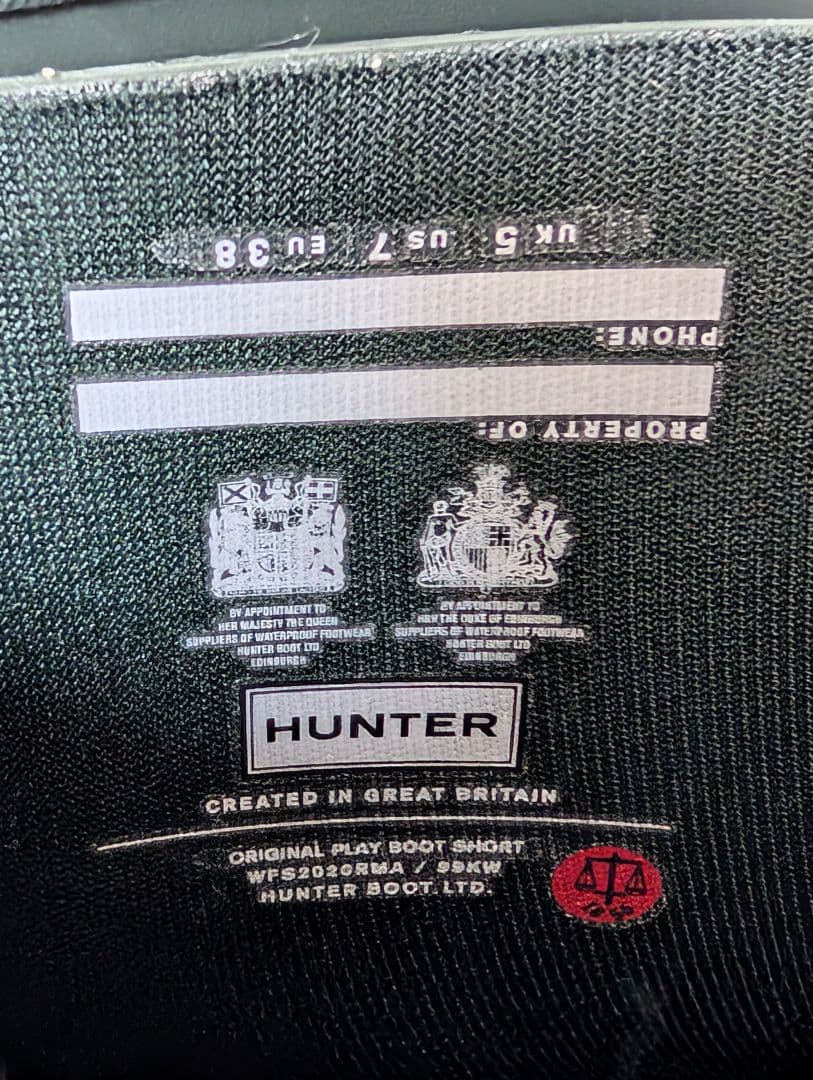 UK 5 US 7 EU 38
PHONE:
PROPERTY OF:
BY APPOINTMENT TO
HER MAJESTY THE QUEEN
SUPPLIERS OF WATERPROOF FOOTWEAR
HUNTER BOOT LTD
EDINBURGH
BY APPOINTMENT TO
HRH THE DUKE OF EDINBURGH
SUPPLIERS OF WATERPROOF FOOTWEAR
HUNTER BOOT LTD
EDINBURGH
HUNTER
CREATED IN GREAT BRITAIN
ORIGINAL PLAY BOOT SHORT
WFS2020RMA / 99KW
HUNTER BOOT. LTD.